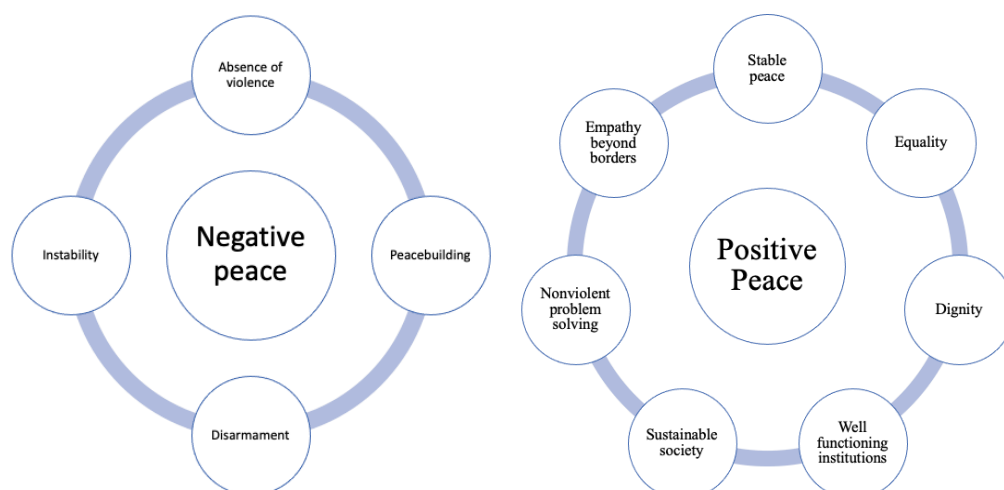 Absence of
violence
Instability
Negative
peace
Peacebuilding
Disarmament
Stable
peace
Empathy
beyond
borders
Equality
Positive
Peace
Nonviolent
problem
solving
Dignity
Sustainable
society
Well
functioning
institutions